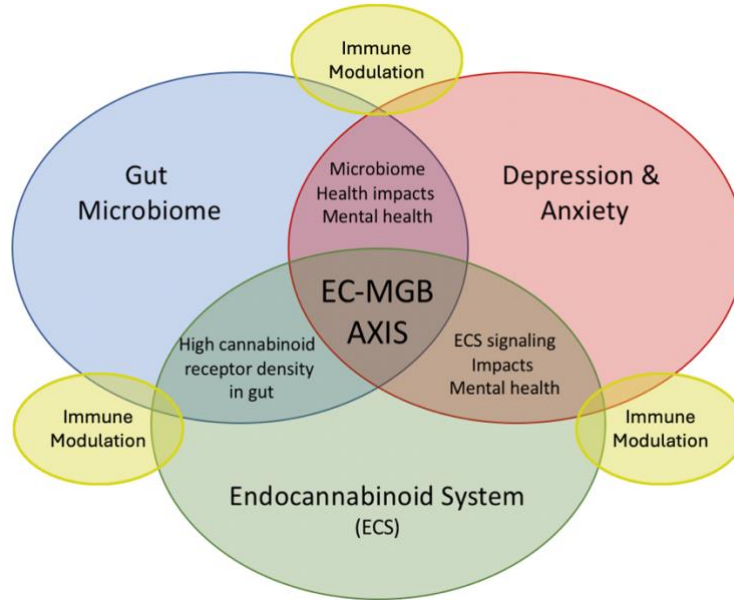 Immune
Modulation
Gut
Microbiome
Microbiome
Health impacts
Mental health
Depression &
Anxiety
EC-MGB
AXIS
High cannabinoid
receptor density
in gut
ECS signaling
Impacts
Mental health
Immune
Modulation
Immune
Modulation
Endocannabinoid System
(ECS)